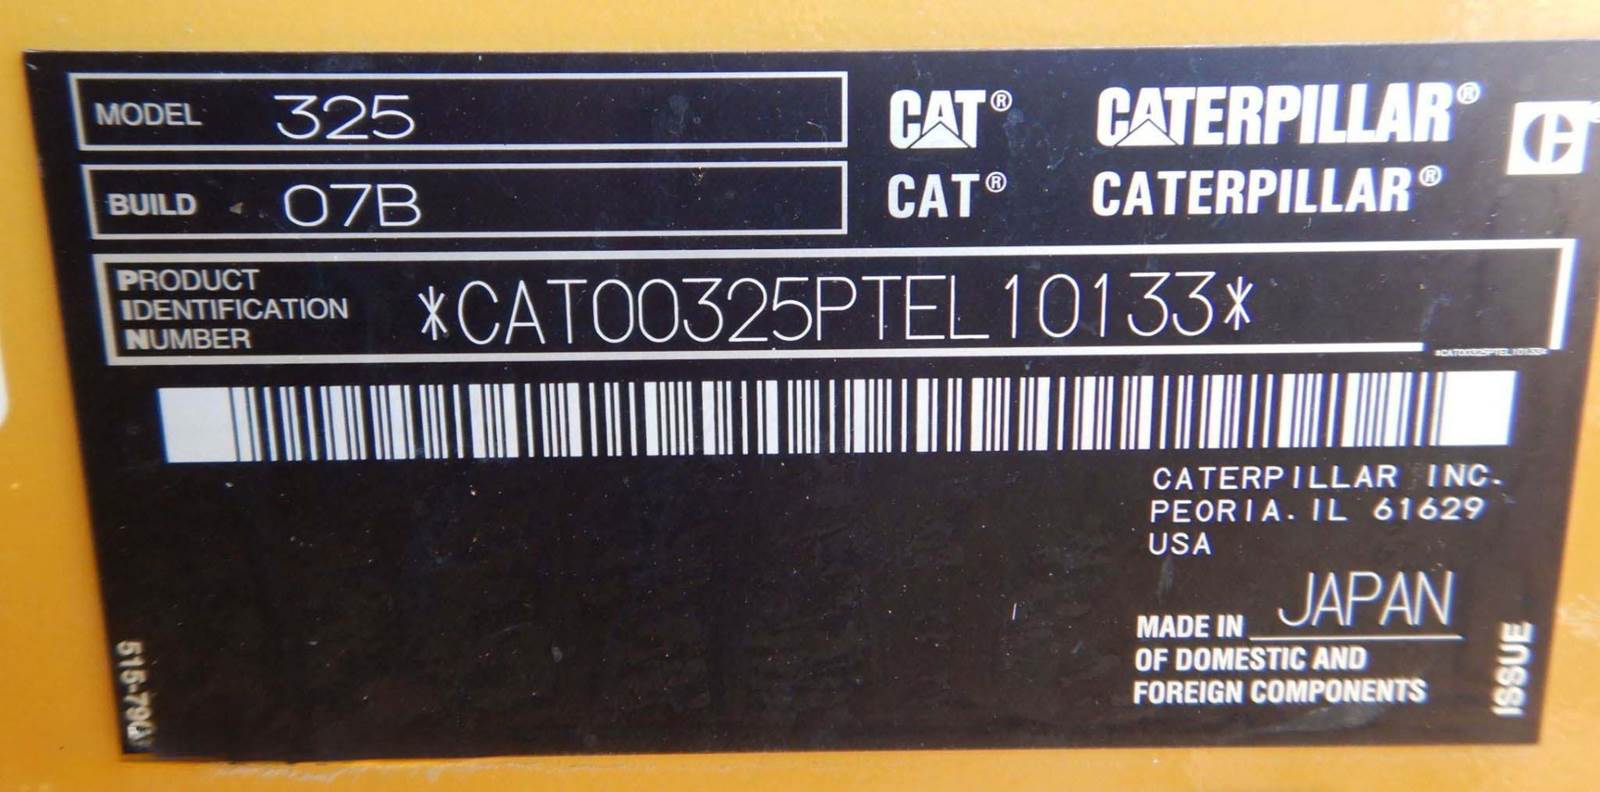 MODEL 325
BUILD 07B
CAT® CATERPILLAR®
CAT® CATERPILLAR®
PRODUCT
IDENTIFICATION
NUMBER
*CAT00325PTEL10133*
CATERPILLAR INC.
PEORIA. IL 61629
USA
MADE IN JAPAN
OF DOMESTIC AND
FOREIGN COMPONENTS
ISSUE